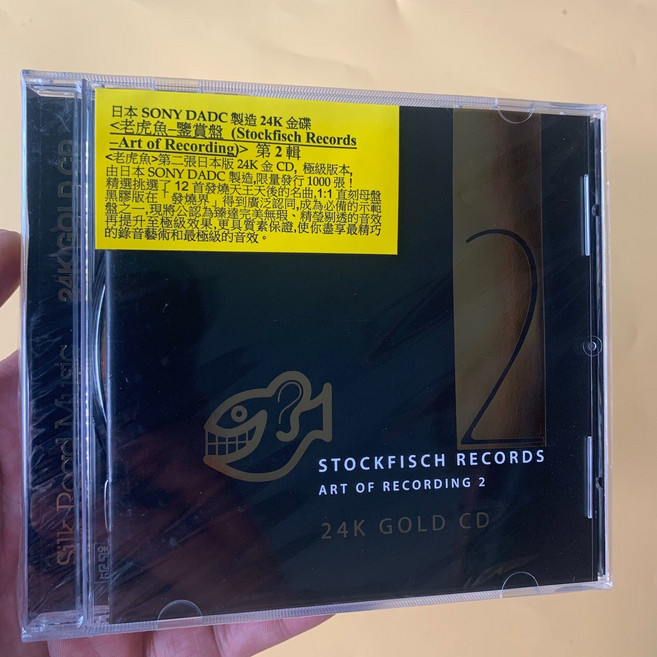 日本 SONY DADC 製造 24K 金碟
<老虎魚–鑒賞盤 (Stockfisch Records
–Art of Recording)> 第 2 輯
<老虎魚>第二張日本版 24K 金 CD, 極級版本,
由日本 SONY DADC 製造,限量發行 1000 張！
精選挑選了 12 首發燒天王天後的名曲,1:1 直刻母盤
黑膠版在「發燒界」得到廣泛認同,成為必備的示範
盤之一,現將公認為臻達完美無瑕、精瑩剔透的音效
再提升至極級效果,更具質素保證,使你盡享最精巧
的錄音藝術和最極級的音效。
2
STOCKFISCH RECORDS
ART OF RECORDING 2
24K GOLD CD
Silk Road Music 24K GOLD CD